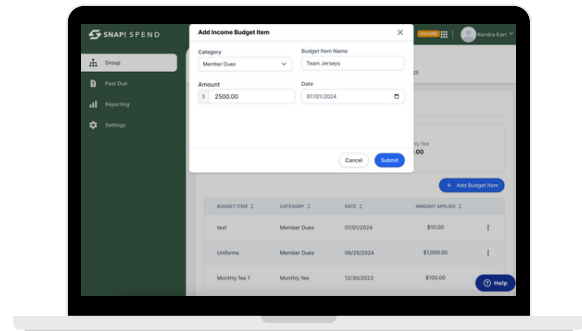 SNAP! SPEND
Group
Past Due
Reporting
Settings
Add Income Budget Item
Category
Budget Item Name
Member Dues
Team Jerseys
Amount
Date
$ 2500.00
07/01/2024
Cancel
Submit
Kendra Karr
ly fee
.00
+ Add Budget Item
BUDGET ITEM CATEGORY DATE AMOUNT APPLIED
test Member Dues 01/01/2024 $10.00
Uniforms Member Dues 06/25/2024 $1,000.00
Monthly fee 1 Monthly fee 12/30/2023 $100.00
Help